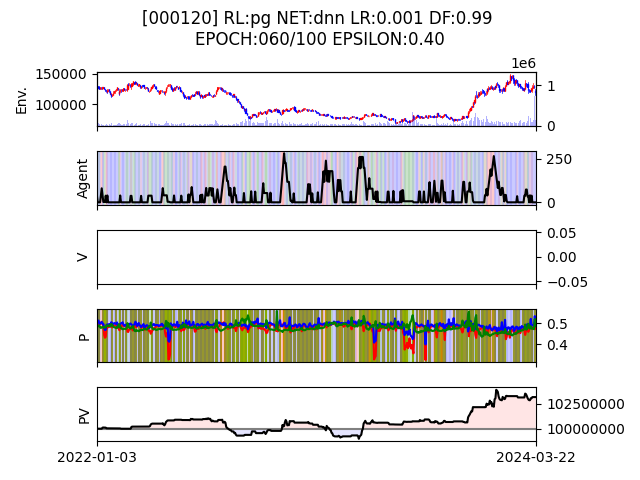 [000120] RL:pg NET:dnn LR:0.001 DF:0.99
EPOCH:060/100 EPSILON:0.40
1e6
150000
100000
Env.
1
0
Agent
250
0
V
0.05
0.00
−0.05
P
0.5
0.4
PV
102500000
100000000
2022-01-03
2024-03-22